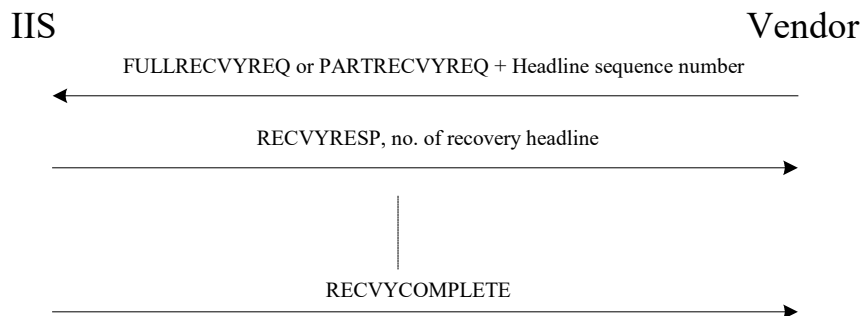 IIS
Vendor
FULLRECVYREQ or PARTRECVYREQ + Headline sequence number
RECVYRESP, no. of recovery headline
RECVYCOMPLETE